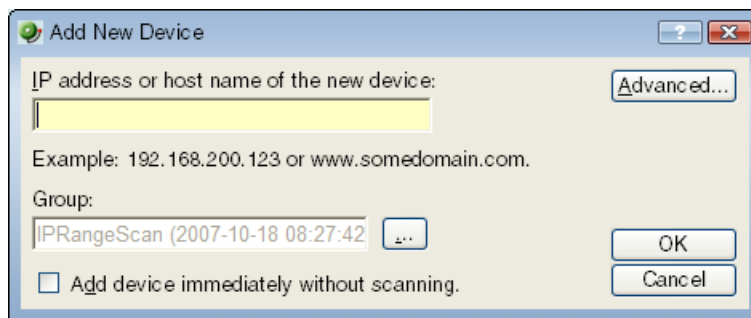 Add New Device
?
IP address or host name of the new device:
Advanced...
Example: 192.168.200.123 or www.somedomain.com.
Group:
IPRangeScan (2007-10-18 08:27:42
...
OK
Add device immediately without scanning.
Cancel